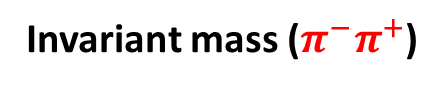 Invariant mass (π⁻π⁺)